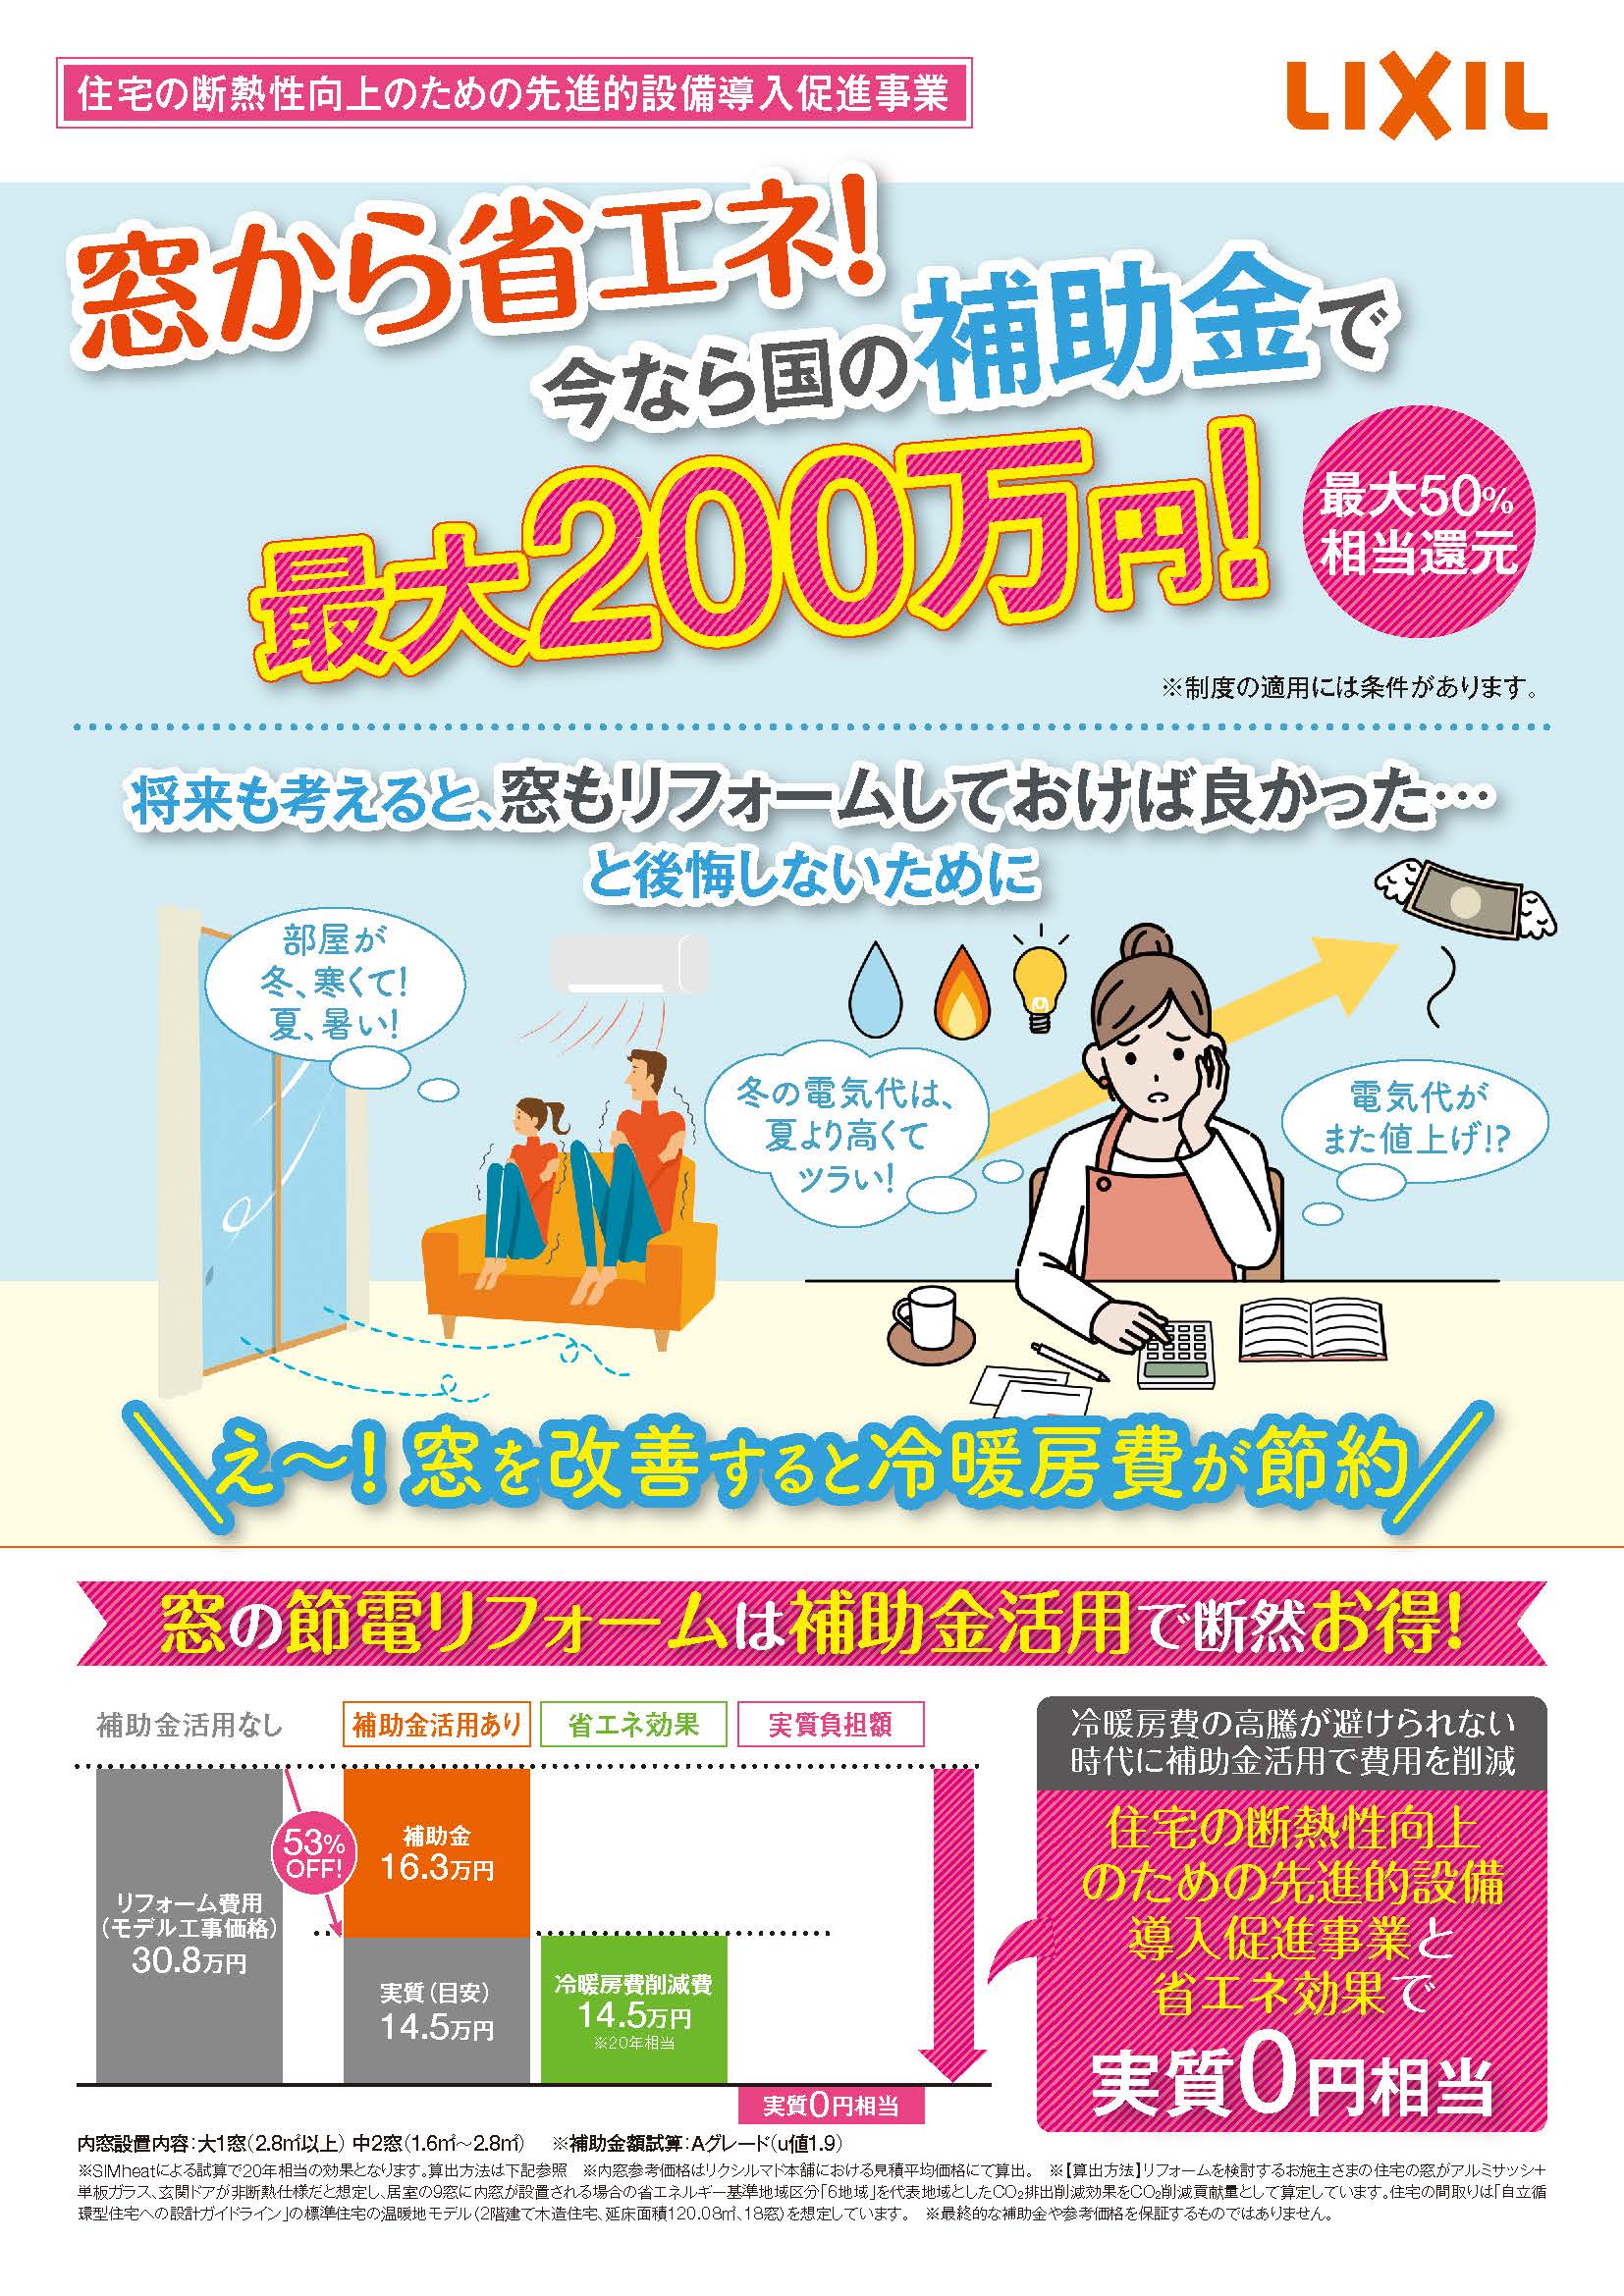 住宅の断熱性向上のための先進的設備導入促進事業
LIXIL
窓から省エネ!
今なら国の補助金で
最大200万円!
最大50%
相当還元
※制度の適用には条件があります。
将来も考えると、窓もリフォームしておけば良かった…
と後悔しないために
部屋が
冬、寒くて!
夏、暑い!
冬の電気代は、
夏より高くて
ツラい!
電気代が
また値上げ!?
え〜!窓を改善すると冷暖房費が節約
窓の節電リフォームは補助金活用で断然お得!
補助金活用なし
補助金活用あり
省エネ効果
実質負担額
リフォーム費用
(モデル工事価格)
30.8万円
53%
OFF!
補助金
16.3万円
実質(目安)
14.5万円
冷暖房費削減費
14.5万円
※20年相当
実質0円相当
冷暖房費の高騰が避けられない
時代に補助金活用で費用を削減
住宅の断熱性向上
のための先進的設備
導入促進事業と
省エネ効果で
実質0円相当
内窓設置内容:大1窓(2.8㎡以上) 中2窓(1.6㎡〜2.8㎡) ※補助金額試算:Aグレード(u値1.9)
※SIMheatによる試算で20年相当の効果となります。算出方法は下記参照 ※内窓参考価格はリクシルマド本舗における見積平均価格にて算出。 ※【算出方法】リフォームを検討するお施主さまの住宅の窓がアルミサッシ+
単板ガラス、玄関ドアが非断熱仕様だと想定し、居室の9窓に内窓が設置される場合の省エネルギー基準地域区分「6地域」を代表地域としたCO₂排出削減効果をCO₂削減貢献量として算定しています。住宅の間取りは「自立循
環型住宅への設計ガイドライン」の標準住宅の温暖地モデル(2階建て木造住宅、延床面積120.08㎡、18窓)を想定しています。 ※最終的な補助金や参考価格を保証するものではありません。